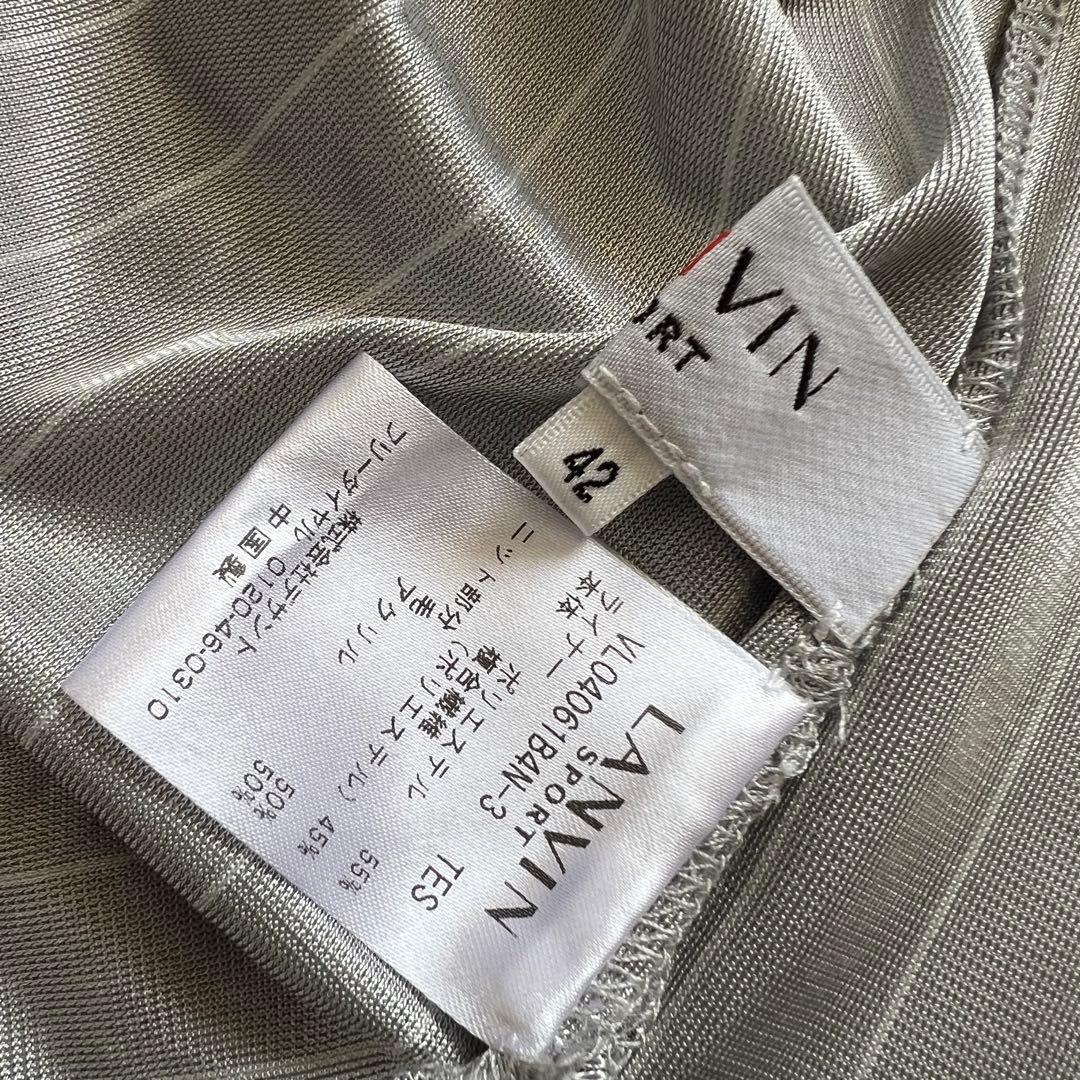 VIN
ORT
42
LANVIN
SPORT
VL04061B4N-3
ライナー TES
本体 ポリエステル 55%
複合繊維(ポリエステル) 45%
ニット部分 毛 50%
アクリル 50%
株式会社デサント
フリーダイヤル 0120-46-0310
中国製